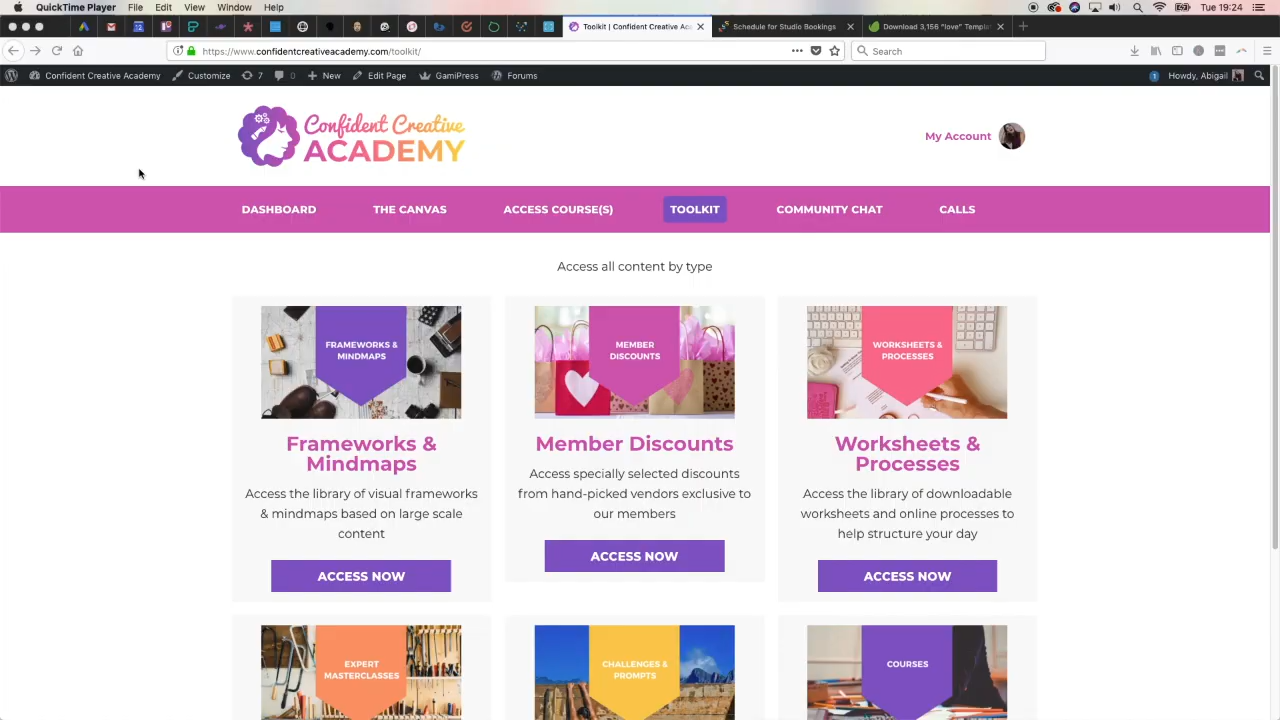 QuickTime Player File Edit View Window Help
Tue 19:24
Toolkit | Confident Creative Ac
Schedule for Studio Bookings
Download 3,156 "love" Templat
https://www.confidentcreativeacademy.com/toolkit/
Search
Confident Creative Academy Customize 7 0 New Edit Page GamiPress Forums
1 Howdy, Abigail
Confident Creative
ACADEMY
My Account
DASHBOARD THE CANVAS ACCESS COURSE(S) TOOLKIT COMMUNITY CHAT CALLS
Access all content by type
FRAMEWORKS &
MINDMAPS
Frameworks &
Mindmaps
Access the library of visual frameworks
& mindmaps based on large scale
content
ACCESS NOW
MEMBER
DISCOUNTS
Member Discounts
Access specially selected discounts
from hand-picked vendors exclusive to
our members
ACCESS NOW
WORKSHEETS &
PROCESSES
Worksheets &
Processes
Access the library of downloadable
worksheets and online processes to
help structure your day
ACCESS NOW
EXPERT
MASTERCLASSES
CHALLENGES &
PROMPTS
COURSES